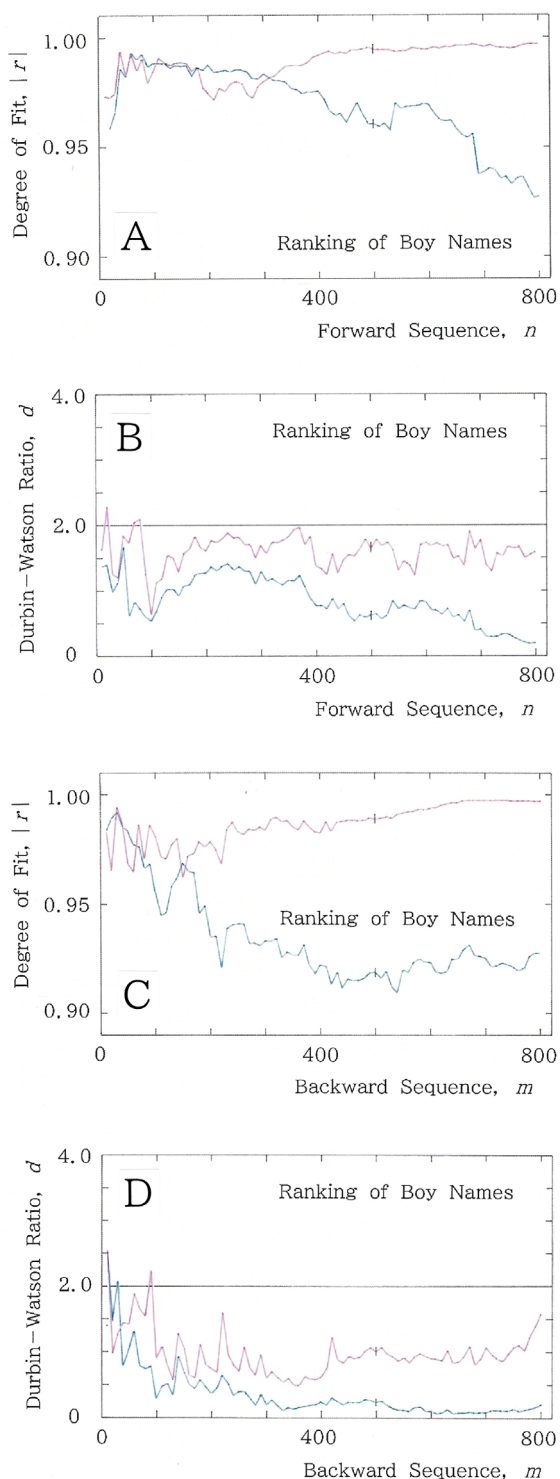 Degree of Fit, | r |
1.00
0.95
0.90
A
Ranking of Boy Names
0
400
800
Forward Sequence, n
Durbin−Watson Ratio, d
4.0
B
Ranking of Boy Names
2.0
0
0
400
800
Forward Sequence, n
Degree of Fit, | r |
1.00
0.95
Ranking of Boy Names
C
0.90
0
400
800
Backward Sequence, m
Durbin−Watson Ratio, d
4.0
D
Ranking of Boy Names
2.0
0
0
400
800
Backward Sequence, m